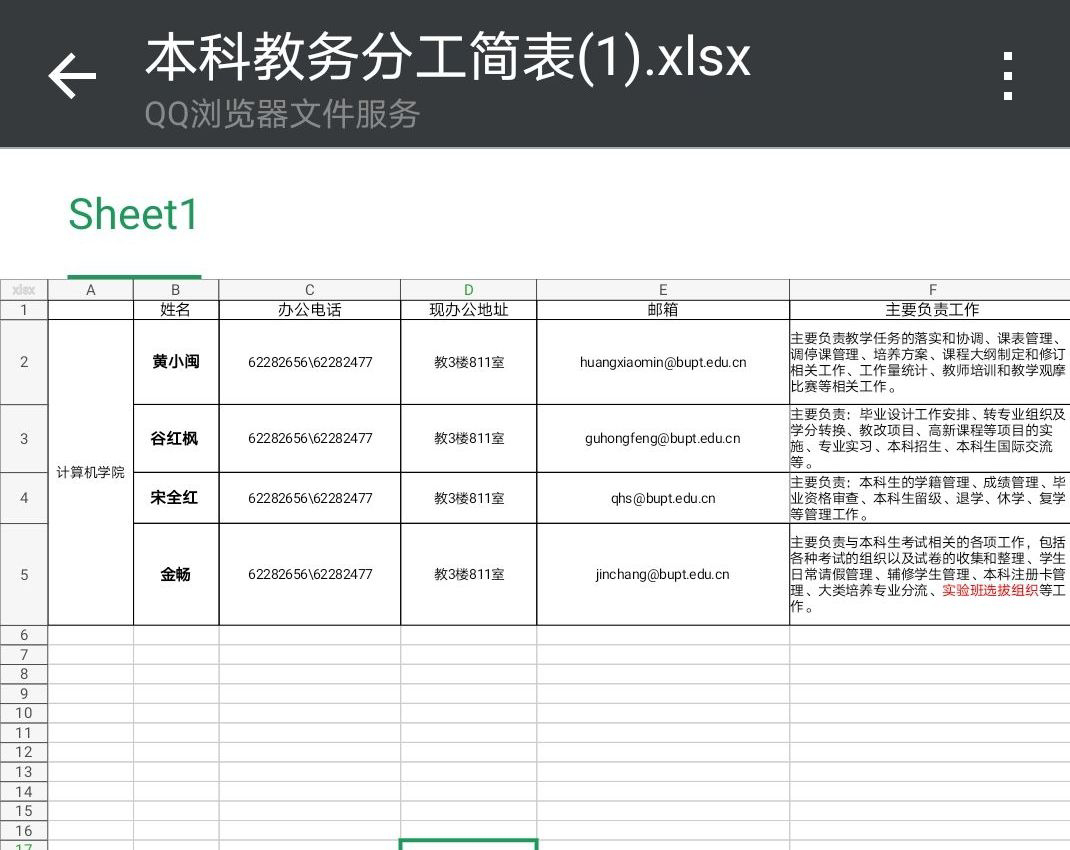 本科教务分工简表(1).xlsx
QQ浏览器文件服务
Sheet1
xlsx A B C D E F
1 姓名 办公电话 现办公地址 邮箱 主要负责工作
计算机学院
2 黄小闽 62282656\62282477 教3楼811室 huangxiaomin@bupt.edu.cn
主要负责教学任务的落实和协调、课表管理、
调停课管理、培养方案、课程大纲制定和修订
相关工作、工作量统计、教师培训和教学观摩
比赛等相关工作。
3 谷红枫 62282656\62282477 教3楼811室 guhongfeng@bupt.edu.cn
主要负责：毕业设计工作安排、转专业组织及
学分转换、教改项目、高新课程等项目的实
施、专业实习、本科招生、本科生国际交流
等。
4 宋全红 62282656\62282477 教3楼811室 qhs@bupt.edu.cn
主要负责：本科生的学籍管理、成绩管理、毕
业资格审查、本科生留级、退学、休学、复学
等管理工作。
5 金畅 62282656\62282477 教3楼811室 jinchang@bupt.edu.cn
主要负责与本科生考试相关的各项工作，包括
各种考试的组织以及试卷的收集和整理、学生
日常请假管理、辅修学生管理、本科注册卡管
理、大类培养专业分流、实验班选拔组织等工
作。
6
7
8
9
10
11
12
13
14
15
16
17